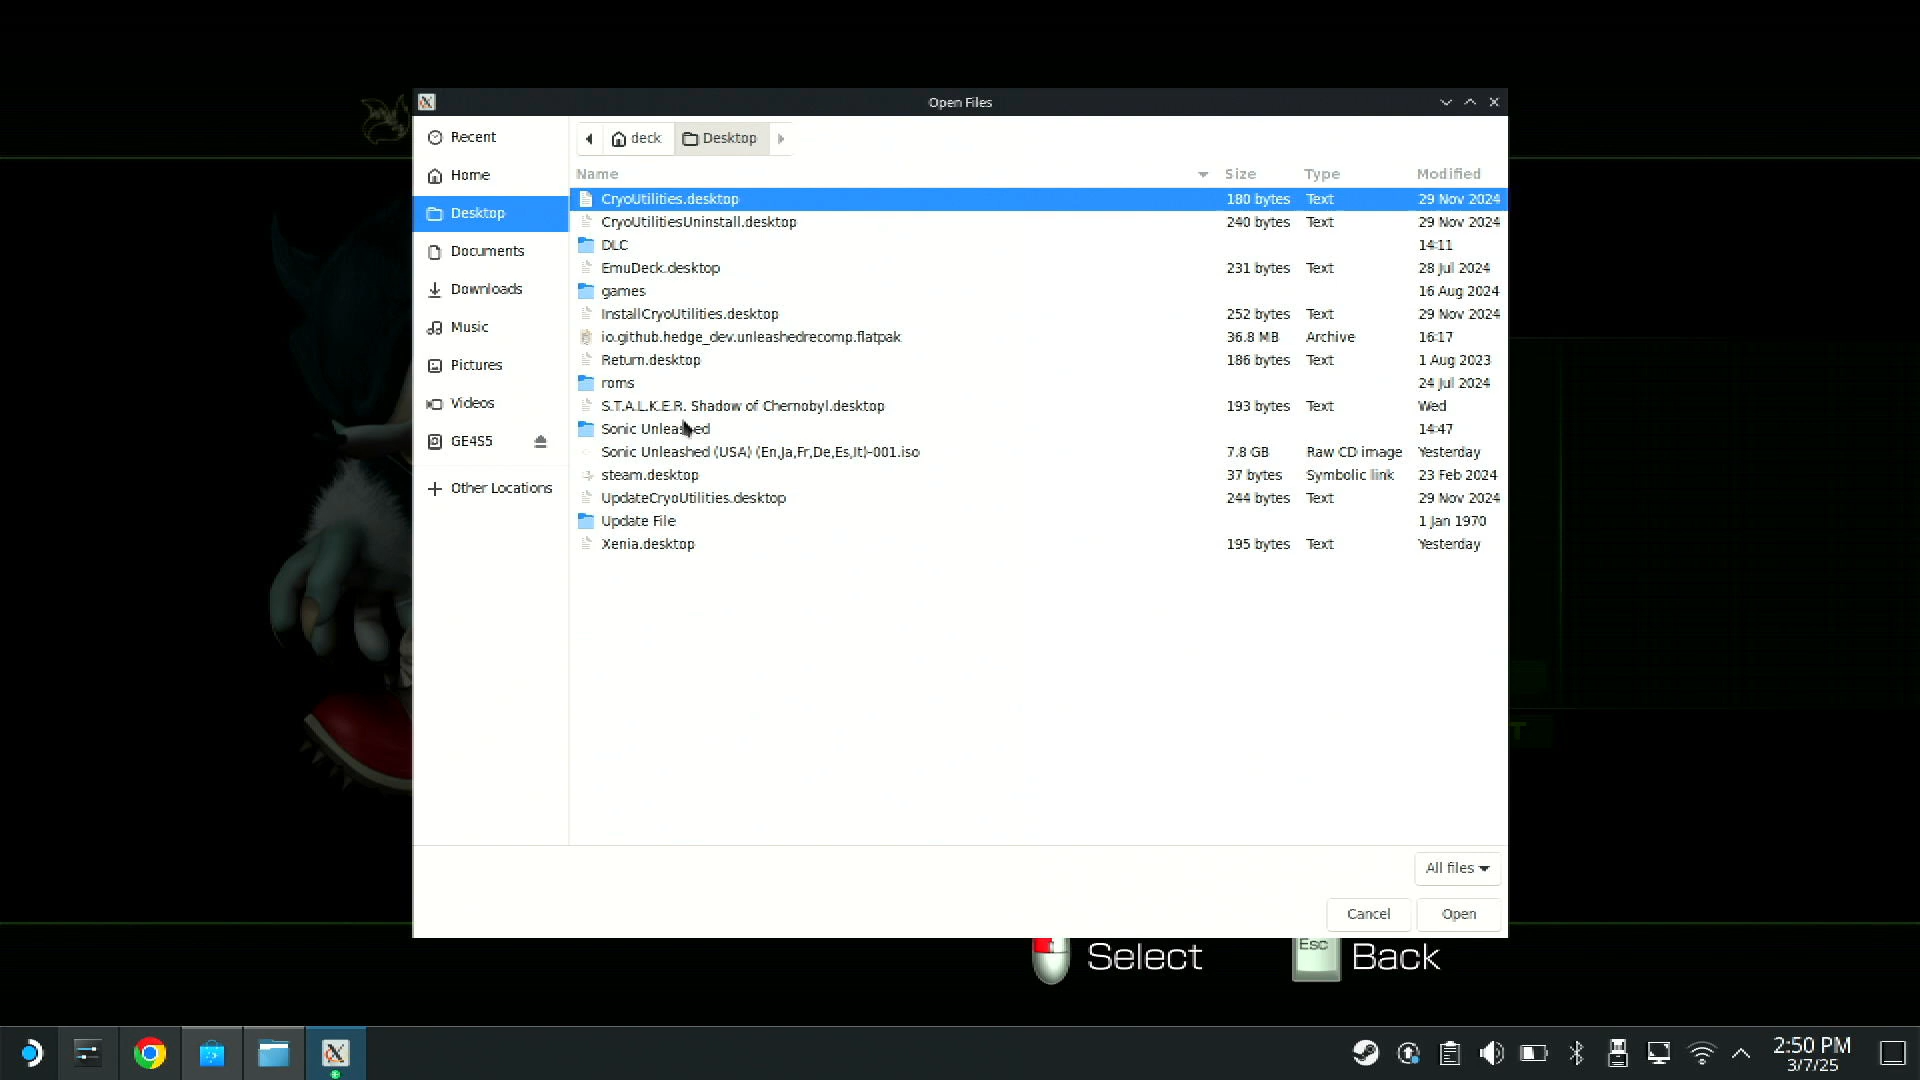 Open Files
Recent
Home
Desktop
Documents
Downloads
Music
Pictures
Videos
GE4S5
Other Locations
deck Desktop
Name Size Type Modified
CryoUtilities.desktop 180 bytes Text 29 Nov 2024
CryoUtilitiesUninstall.desktop 240 bytes Text 29 Nov 2024
DLC 14:11
EmuDeck.desktop 231 bytes Text 28 Jul 2024
games 16 Aug 2024
InstallCryoUtilities.desktop 252 bytes Text 29 Nov 2024
io.github.hedge_dev.unleashedrecomp.flatpak 36.8 MB Archive 16:17
Return.desktop 186 bytes Text 1 Aug 2023
roms 24 Jul 2024
S.T.A.L.K.E.R. Shadow of Chernobyl.desktop 193 bytes Text Wed
Sonic Unleashed 14:47
Sonic Unleashed (USA) (En,Ja,Fr,De,Es,It)-001.iso 7.8 GB Raw CD image Yesterday
steam.desktop 37 bytes Symbolic link 23 Feb 2024
UpdateCryoUtilities.desktop 244 bytes Text 29 Nov 2024
Update File 1 Jan 1970
Xenia.desktop 195 bytes Text Yesterday
All files
Cancel Open
Select Esc Back
2:50 PM
3/7/25